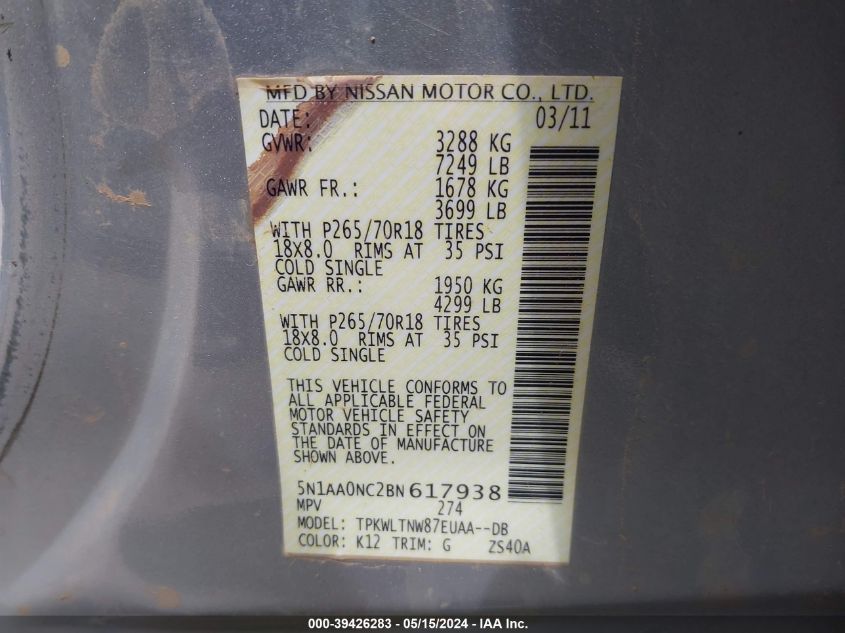 MFD BY NISSAN MOTOR CO., LTD.
DATE: 03/11
GVWR: 3288 KG
7249 LB
GAWR FR.: 1678 KG
3699 LB
WITH P265/70R18 TIRES
18X8.0 RIMS AT 35 PSI
COLD SINGLE
GAWR RR.: 1950 KG
4299 LB
WITH P265/70R18 TIRES
18X8.0 RIMS AT 35 PSI
COLD SINGLE
THIS VEHICLE CONFORMS TO
ALL APPLICABLE FEDERAL
MOTOR VEHICLE SAFETY
STANDARDS IN EFFECT ON
THE DATE OF MANUFACTURE
SHOWN ABOVE.
5N1AA0NC2BN617938
MPV 274
MODEL: TPKWLTNW87EUAA--DB
COLOR: K12 TRIM: G ZS40A
000-39426283 - 05/15/2024 - IAA Inc.